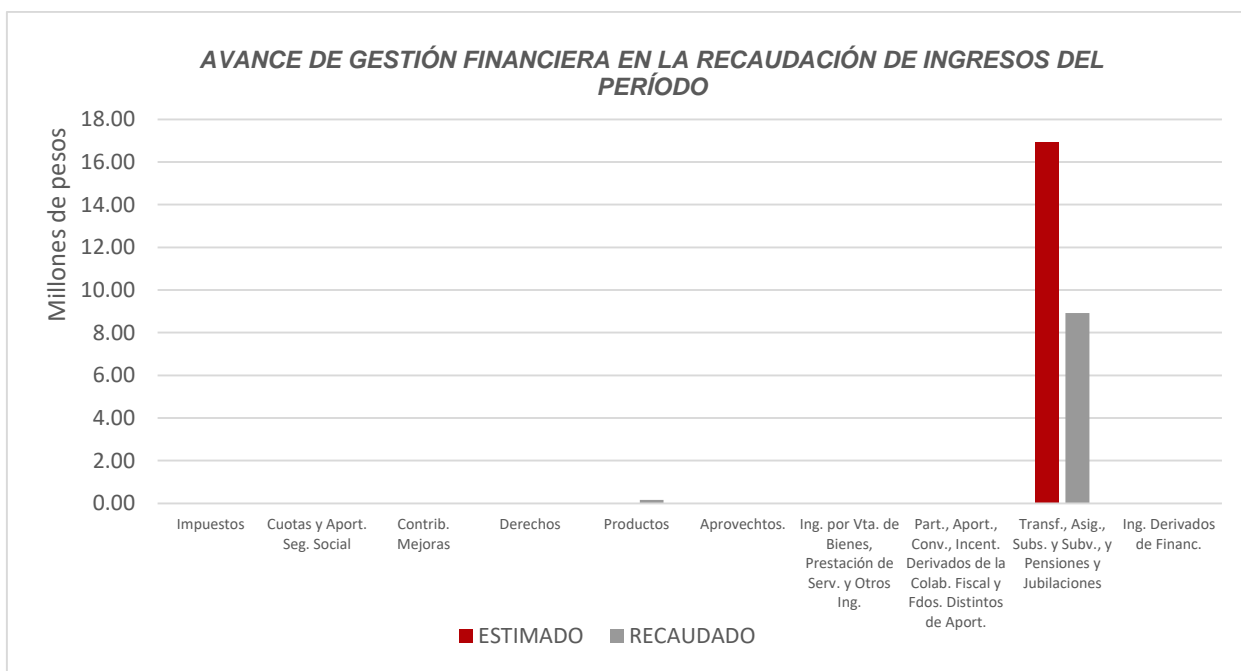 AVANCE DE GESTIÓN FINANCIERA EN LA RECAUDACIÓN DE INGRESOS DEL
PERÍODO
Millones de pesos
18.00
16.00
14.00
12.00
10.00
8.00
6.00
4.00
2.00
0.00
Impuestos
Cuotas y Aport.
Seg. Social
Contrib.
Mejoras
Derechos
Productos
Aprovechtos.
Ing. por Vta. de
Bienes,
Prestación de
Serv. y Otros
Ing.
Part., Aport.,
Conv., Incent.
Derivados de la
Colab. Fiscal y
Fdos. Distintos
de Aport.
Transf., Asig.,
Subs. y Subv., y
Pensiones y
Jubilaciones
Ing. Derivados
de Financ.
ESTIMADO
RECAUDADO